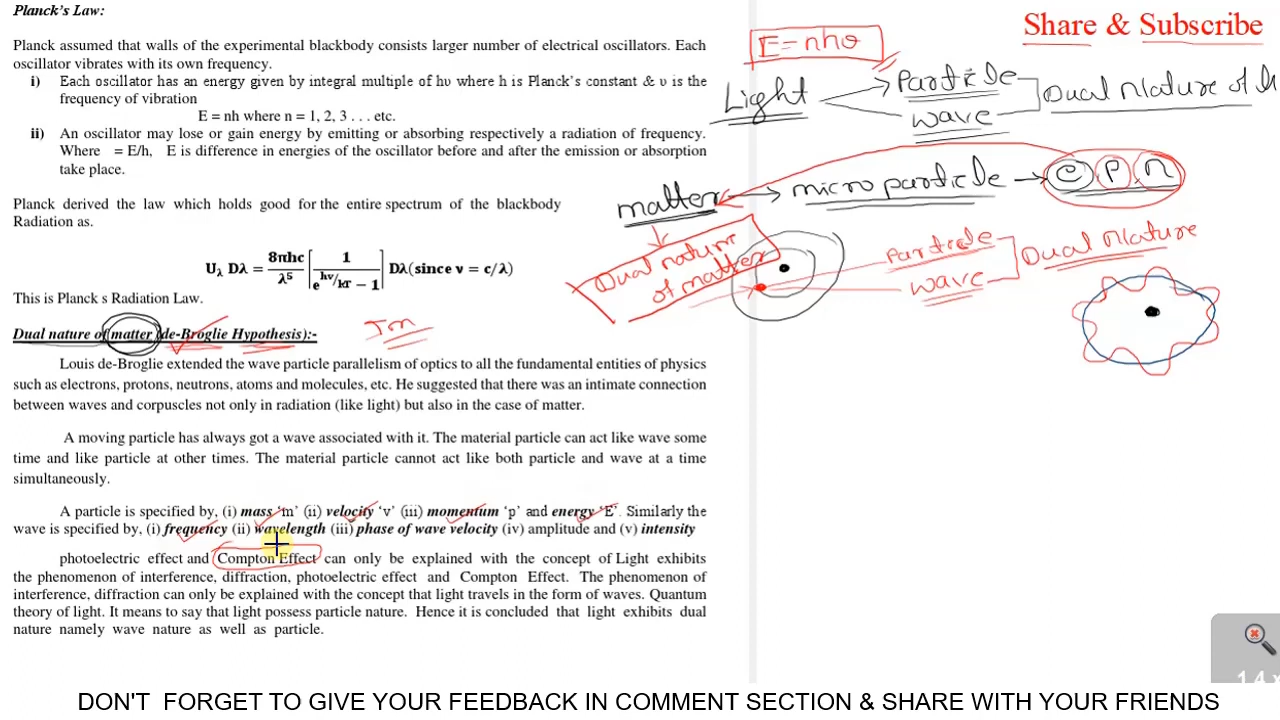 Planck's Law:
Planck assumed that walls of the experimental blackbody consists larger number of electrical oscillators. Each
oscillator vibrates with its own frequency.
i) Each oscillator has an energy given by integral multiple of hυ where h is Planck's constant & υ is the
frequency of vibration
E = nh where n = 1, 2, 3 . . . etc.
ii) An oscillator may lose or gain energy by emitting or absorbing respectively a radiation of frequency.
Where = E/h, E is difference in energies of the oscillator before and after the emission or absorption
take place.
Planck derived the law which holds good for the entire spectrum of the blackbody
Radiation as.
U_λ Dλ = 8πhc/λ^5 [1/e^hν/kT − 1] Dλ(since ν = c/λ)
This is Planck s Radiation Law.
Dual nature of matter (de-Broglie Hypothesis):-
Louis de-Broglie extended the wave particle parallelism of optics to all the fundamental entities of physics
such as electrons, protons, neutrons, atoms and molecules, etc. He suggested that there was an intimate connection
between waves and corpuscles not only in radiation (like light) but also in the case of matter.
A moving particle has always got a wave associated with it. The material particle can act like wave some
time and like particle at other times. The material particle cannot act like both particle and wave at a time
simultaneously.
A particle is specified by, (i) mass 'm' (ii) velocity 'v' (iii) momentum 'p' and energy 'E'. Similarly the
wave is specified by, (i) frequency (ii) wavelength (iii) phase of wave velocity (iv) amplitude and (v) intensity
photoelectric effect and Compton Effect can only be explained with the concept of Light exhibits
the phenomenon of interference, diffraction, photoelectric effect and Compton Effect. The phenomenon of
interference, diffraction can only be explained with the concept that light travels in the form of waves. Quantum
theory of light. It means to say that light possess particle nature. Hence it is concluded that light exhibits dual
nature namely wave nature as well as particle.
Share & Subscribe
E=nhυ
Light
Particle
wave
Dual Nature of
matter → micro particle → e p n
Dual nature
of matter
Particle
wave
Dual Nature
1.4 x
DON'T FORGET TO GIVE YOUR FEEDBACK IN COMMENT SECTION & SHARE WITH YOUR FRIENDS